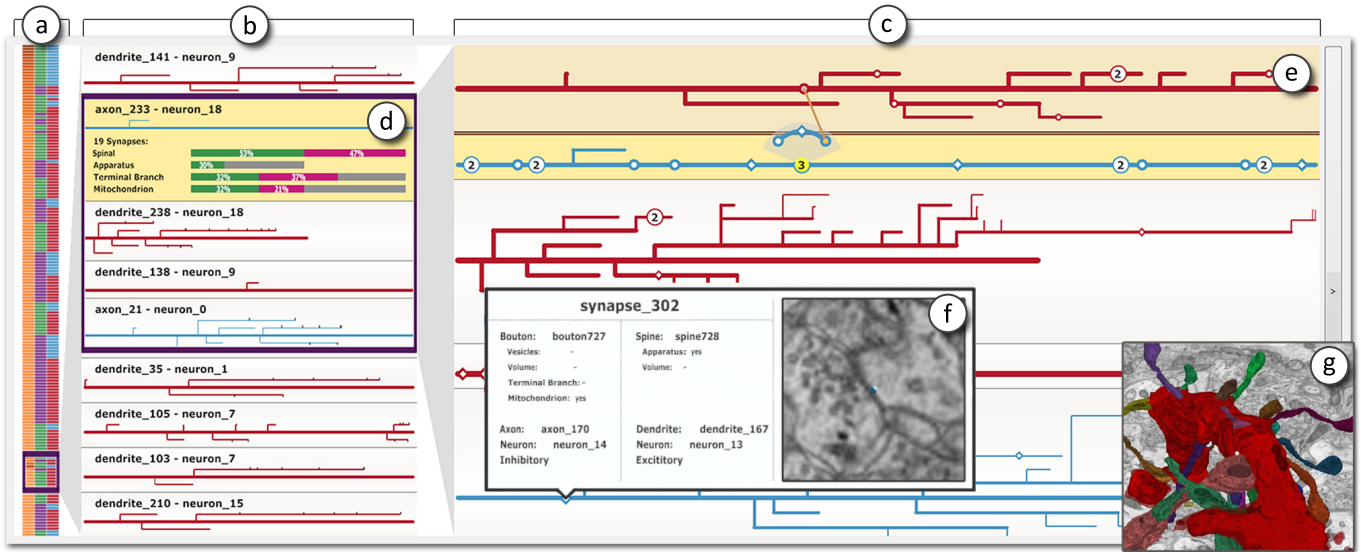 a
b
c
dendrite_141 - neuron_9
axon_233 - neuron_18
d
19 Synapses:
Spinal 53% 47%
Apparatus 30%
Terminal Branch 32% 37%
Mitochondrion 32% 21%
dendrite_238 - neuron_18
dendrite_138 - neuron_9
axon_21 - neuron_0
dendrite_35 - neuron_1
dendrite_105 - neuron_7
dendrite_103 - neuron_7
dendrite_210 - neuron_15
2
e
2 2 3 2 2
2
>
synapse_302
f
Bouton: bouton727 Spine: spine728
Vesicles: - Apparatus: yes
Volume: - Volume: -
Terminal Branch: -
Mitochondrion: yes
Axon: axon_170 Dendrite: dendrite_167
Neuron: neuron_14 Neuron: neuron_13
Inhibitory Excititory
g